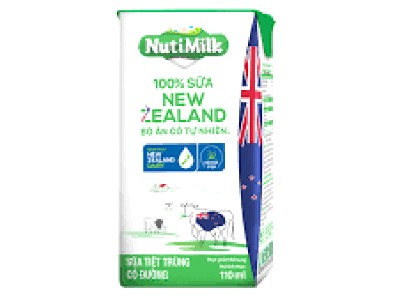 NutiMilk
100% SỮA
NEW
ZEALAND
BÒ ĂN CỎ TỰ NHIÊN
NEW
ZEALAND
SỮA TIỆT TRÙNG
CÓ ĐƯỜNG
110ml